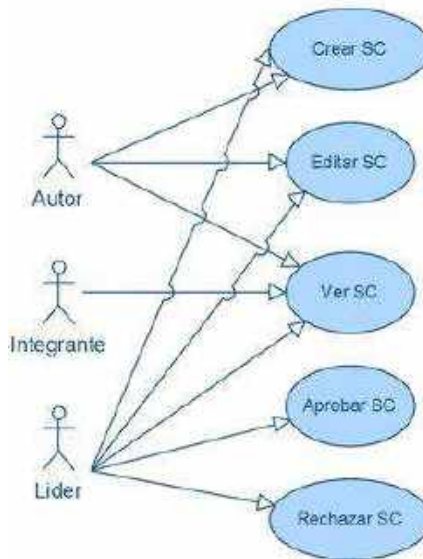 Crear SC
Autor
Editar SC
Integrante
Ver SC
Aprobar SC
Lider
Rechazar SC